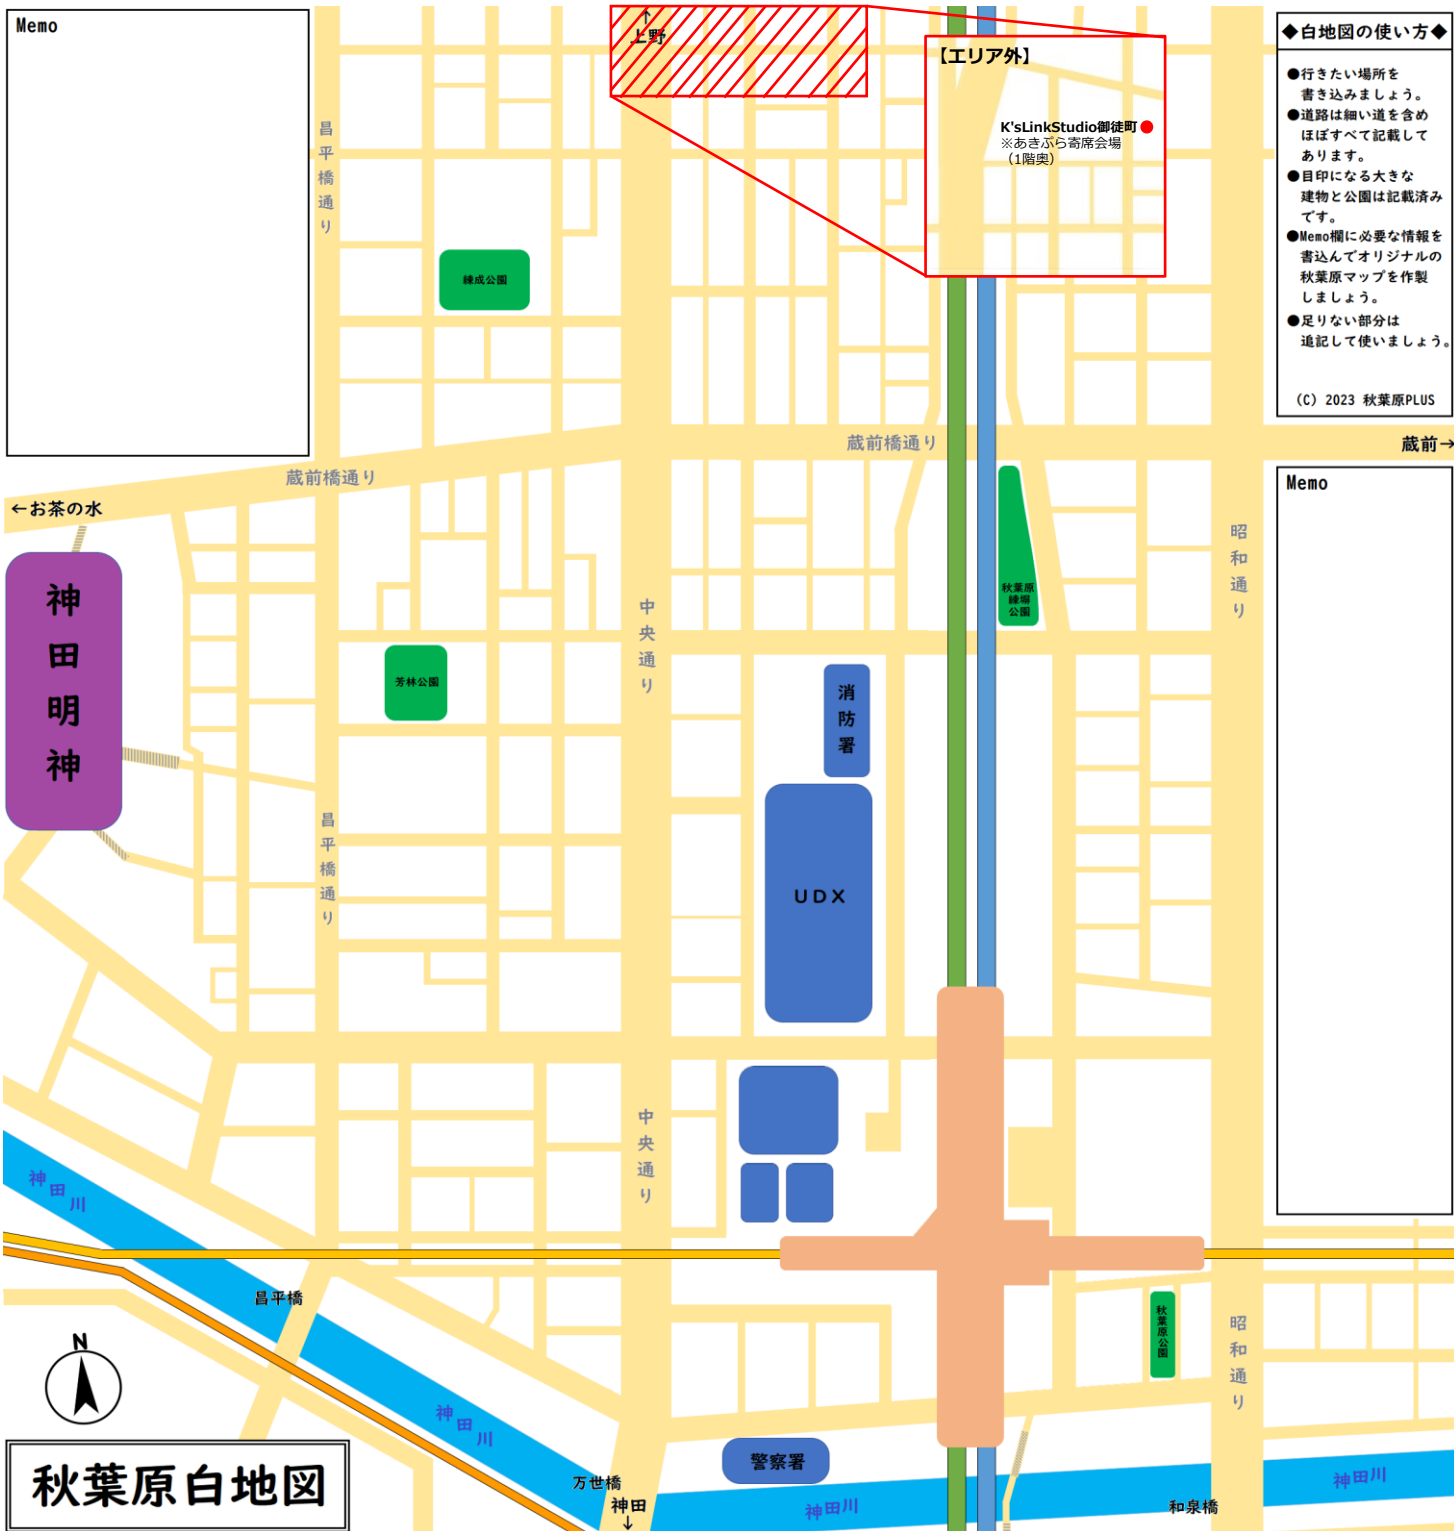 Memo
↑
上野
【エリア外】
K'sLinkStudio御徒町
※あきぷら寄席会場
（1階奥）
◆白地図の使い方◆
●行きたい場所を
書き込みましょう。
●道路は細い道を含め
ほぼすべて記載して
あります。
●目印になる大きな
建物と公園は記載済み
です。
●Memo欄に必要な情報を
書込んでオリジナルの
秋葉原マップを作製
しましょう。
●足りない部分は
追記して使いましょう。
(C) 2023 秋葉原PLUS
昌平橋通り
練成公園
蔵前橋通り
蔵前→
蔵前橋通り
←お茶の水
Memo
神田明神
中央通り
昭和通り
秋葉原
練塀
公園
芳林公園
消防署
昌平橋通り
UDX
中央通り
神田川
昌平橋
秋葉原公園
昭和通り
N
神田川
警察署
万世橋
神田
↓
神田川
和泉橋
神田川
秋葉原白地図